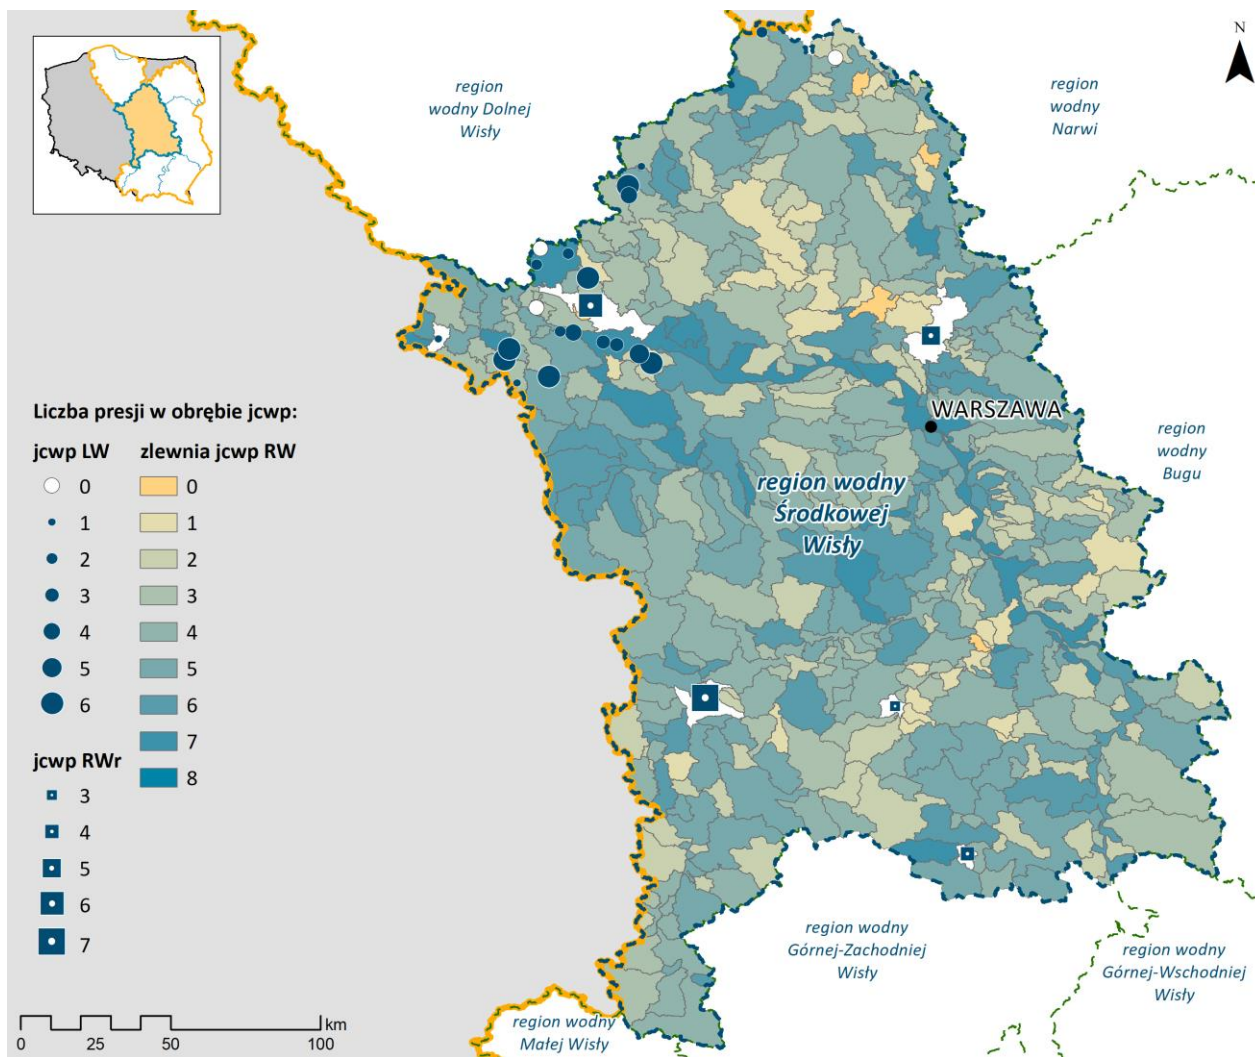 N
region
wodny Dolnej
Wisły
region
wodny
Narwi
WARSZAWA
region
wodny
Bugu
region wodny
Środkowej
Wisły
Liczba presji w obrębie jcwp:
jcwp LW
0
1
2
3
4
5
6
zlewnia jcwp RW
0
1
2
3
4
5
6
7
8
jcwp RWr
3
4
5
6
7
region wodny
Górnej-Zachodniej
Wisły
region wodny
Górnej-Wschodniej
Wisły
region wodny
Małej Wisły
km
0 25 50 100